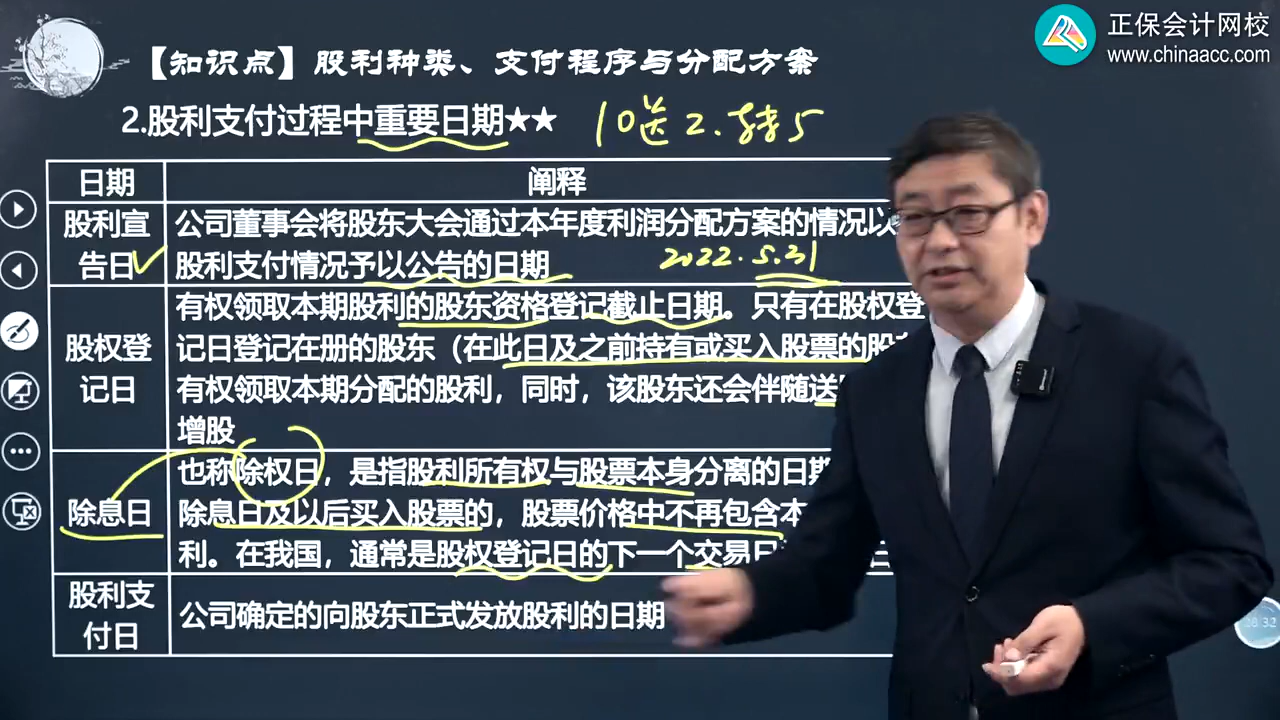 正保会计网校
www.chinaacc.com
【知识点】股利种类、支付程序与分配方案
2.股利支付过程中重要日期★★
10送2.转5
日期
阐释
股利宣告日
公司董事会将股东大会通过本年度利润分配方案的情况以
股利支付情况予以公告的日期
2022.5.31
股权登记日
有权领取本期股利的股东资格登记截止日期。只有在股权登
记日登记在册的股东（在此日及之前持有或买入股票的股
有权领取本期分配的股利，同时，该股东还会伴随送
增股
除息日
也称除权日，是指股利所有权与股票本身分离的日期
除息日及以后买入股票的，股票价格中不再包含本
利。在我国，通常是股权登记日的下一个交易日
日
股利支付日
公司确定的向股东正式发放股利的日期
08:32